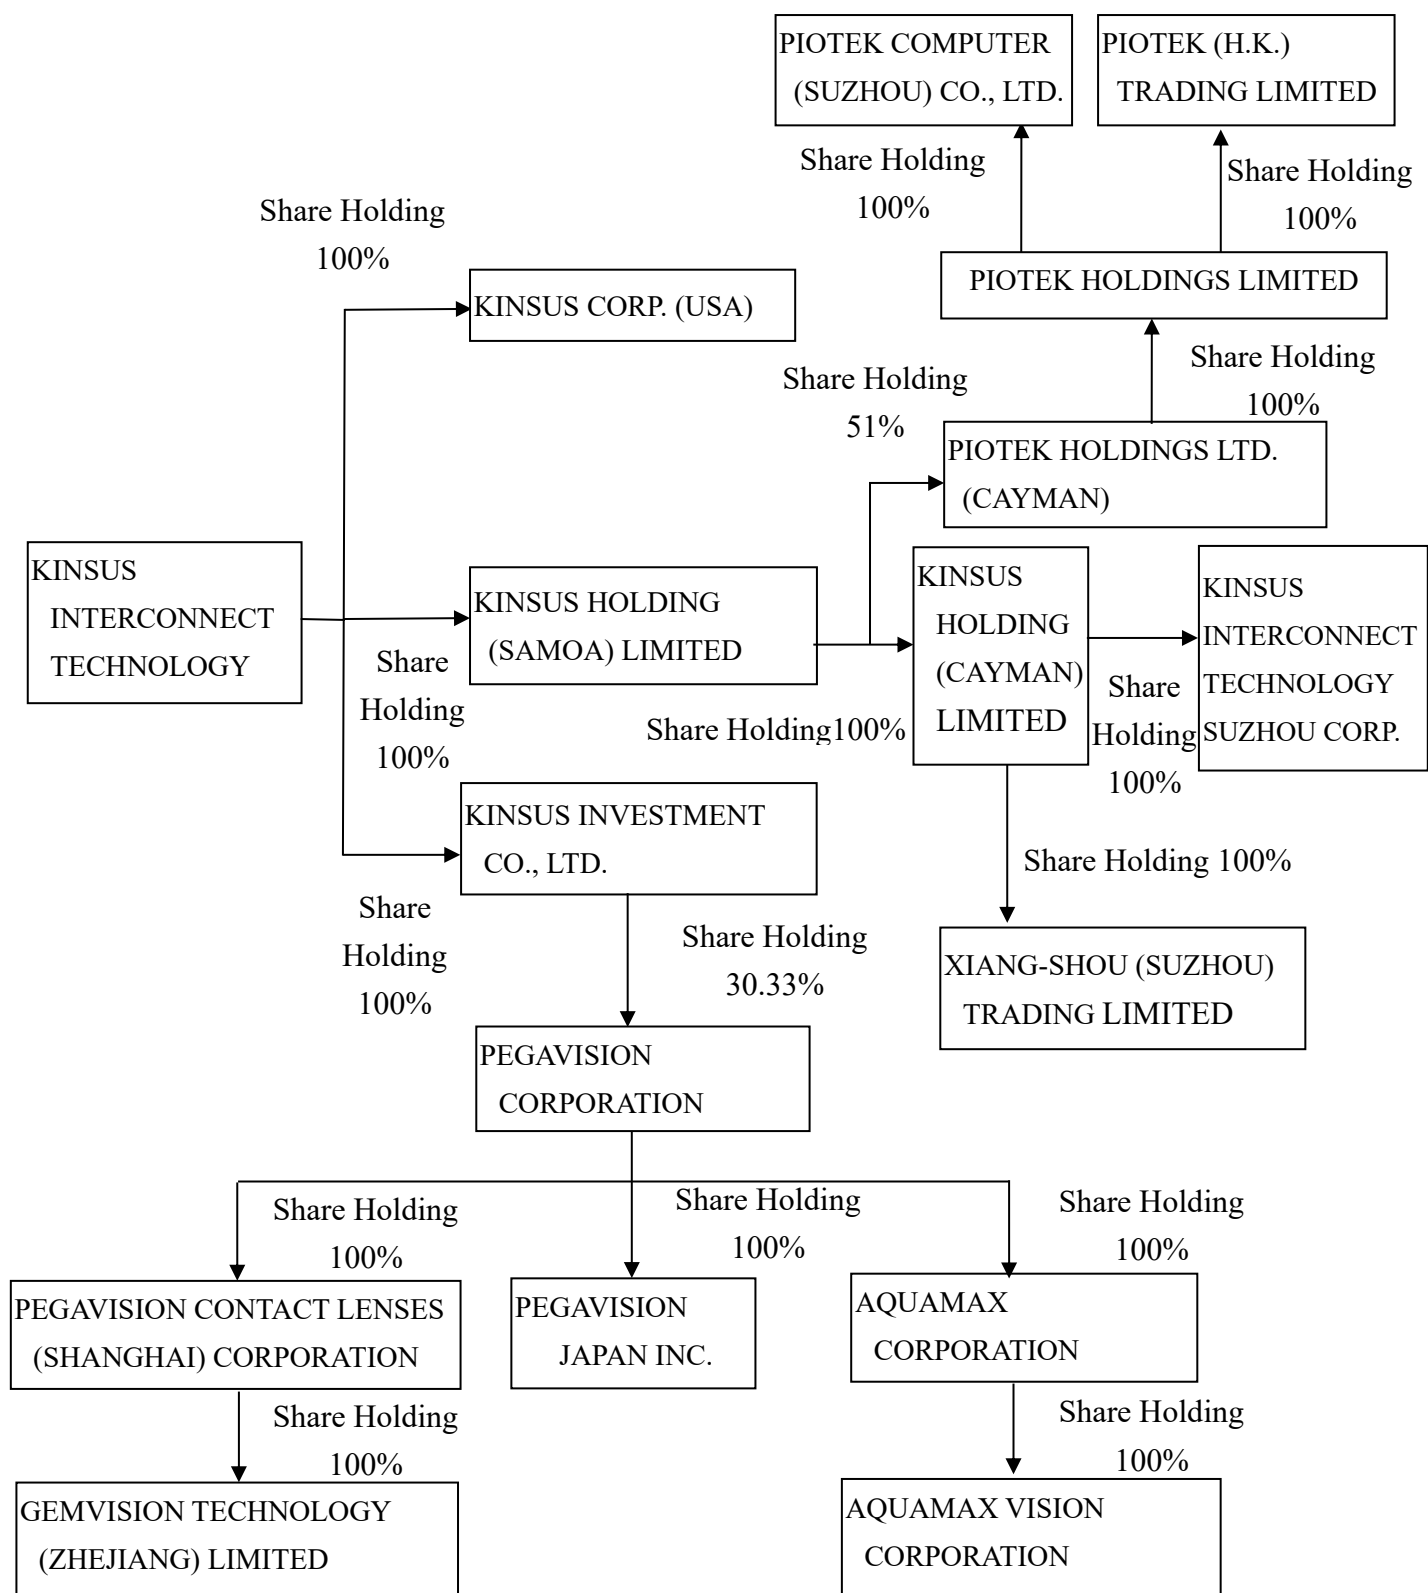 PIOTEK COMPUTER
(SUZHOU) CO., LTD.
PIOTEK (H.K.)
TRADING LIMITED
Share Holding
100%
Share Holding
100%
Share Holding
100%
PIOTEK HOLDINGS LIMITED
KINSUS CORP. (USA)
Share Holding
100%
Share Holding
51%
PIOTEK HOLDINGS LTD.
(CAYMAN)
KINSUS
INTERCONNECT
TECHNOLOGY
KINSUS HOLDING
(SAMOA) LIMITED
KINSUS
HOLDING
(CAYMAN)
LIMITED
KINSUS
INTERCONNECT
TECHNOLOGY
SUZHOU CORP.
Share
Holding
100%
Share Holding100%
Share
Holding
100%
KINSUS INVESTMENT
CO., LTD.
Share Holding 100%
Share
Holding
100%
Share Holding
30.33%
XIANG-SHOU (SUZHOU)
TRADING LIMITED
PEGAVISION
CORPORATION
Share Holding
100%
Share Holding
100%
Share Holding
100%
PEGAVISION CONTACT LENSES
(SHANGHAI) CORPORATION
PEGAVISION
JAPAN INC.
AQUAMAX
CORPORATION
Share Holding
100%
Share Holding
100%
GEMVISION TECHNOLOGY
(ZHEJIANG) LIMITED
AQUAMAX VISION
CORPORATION